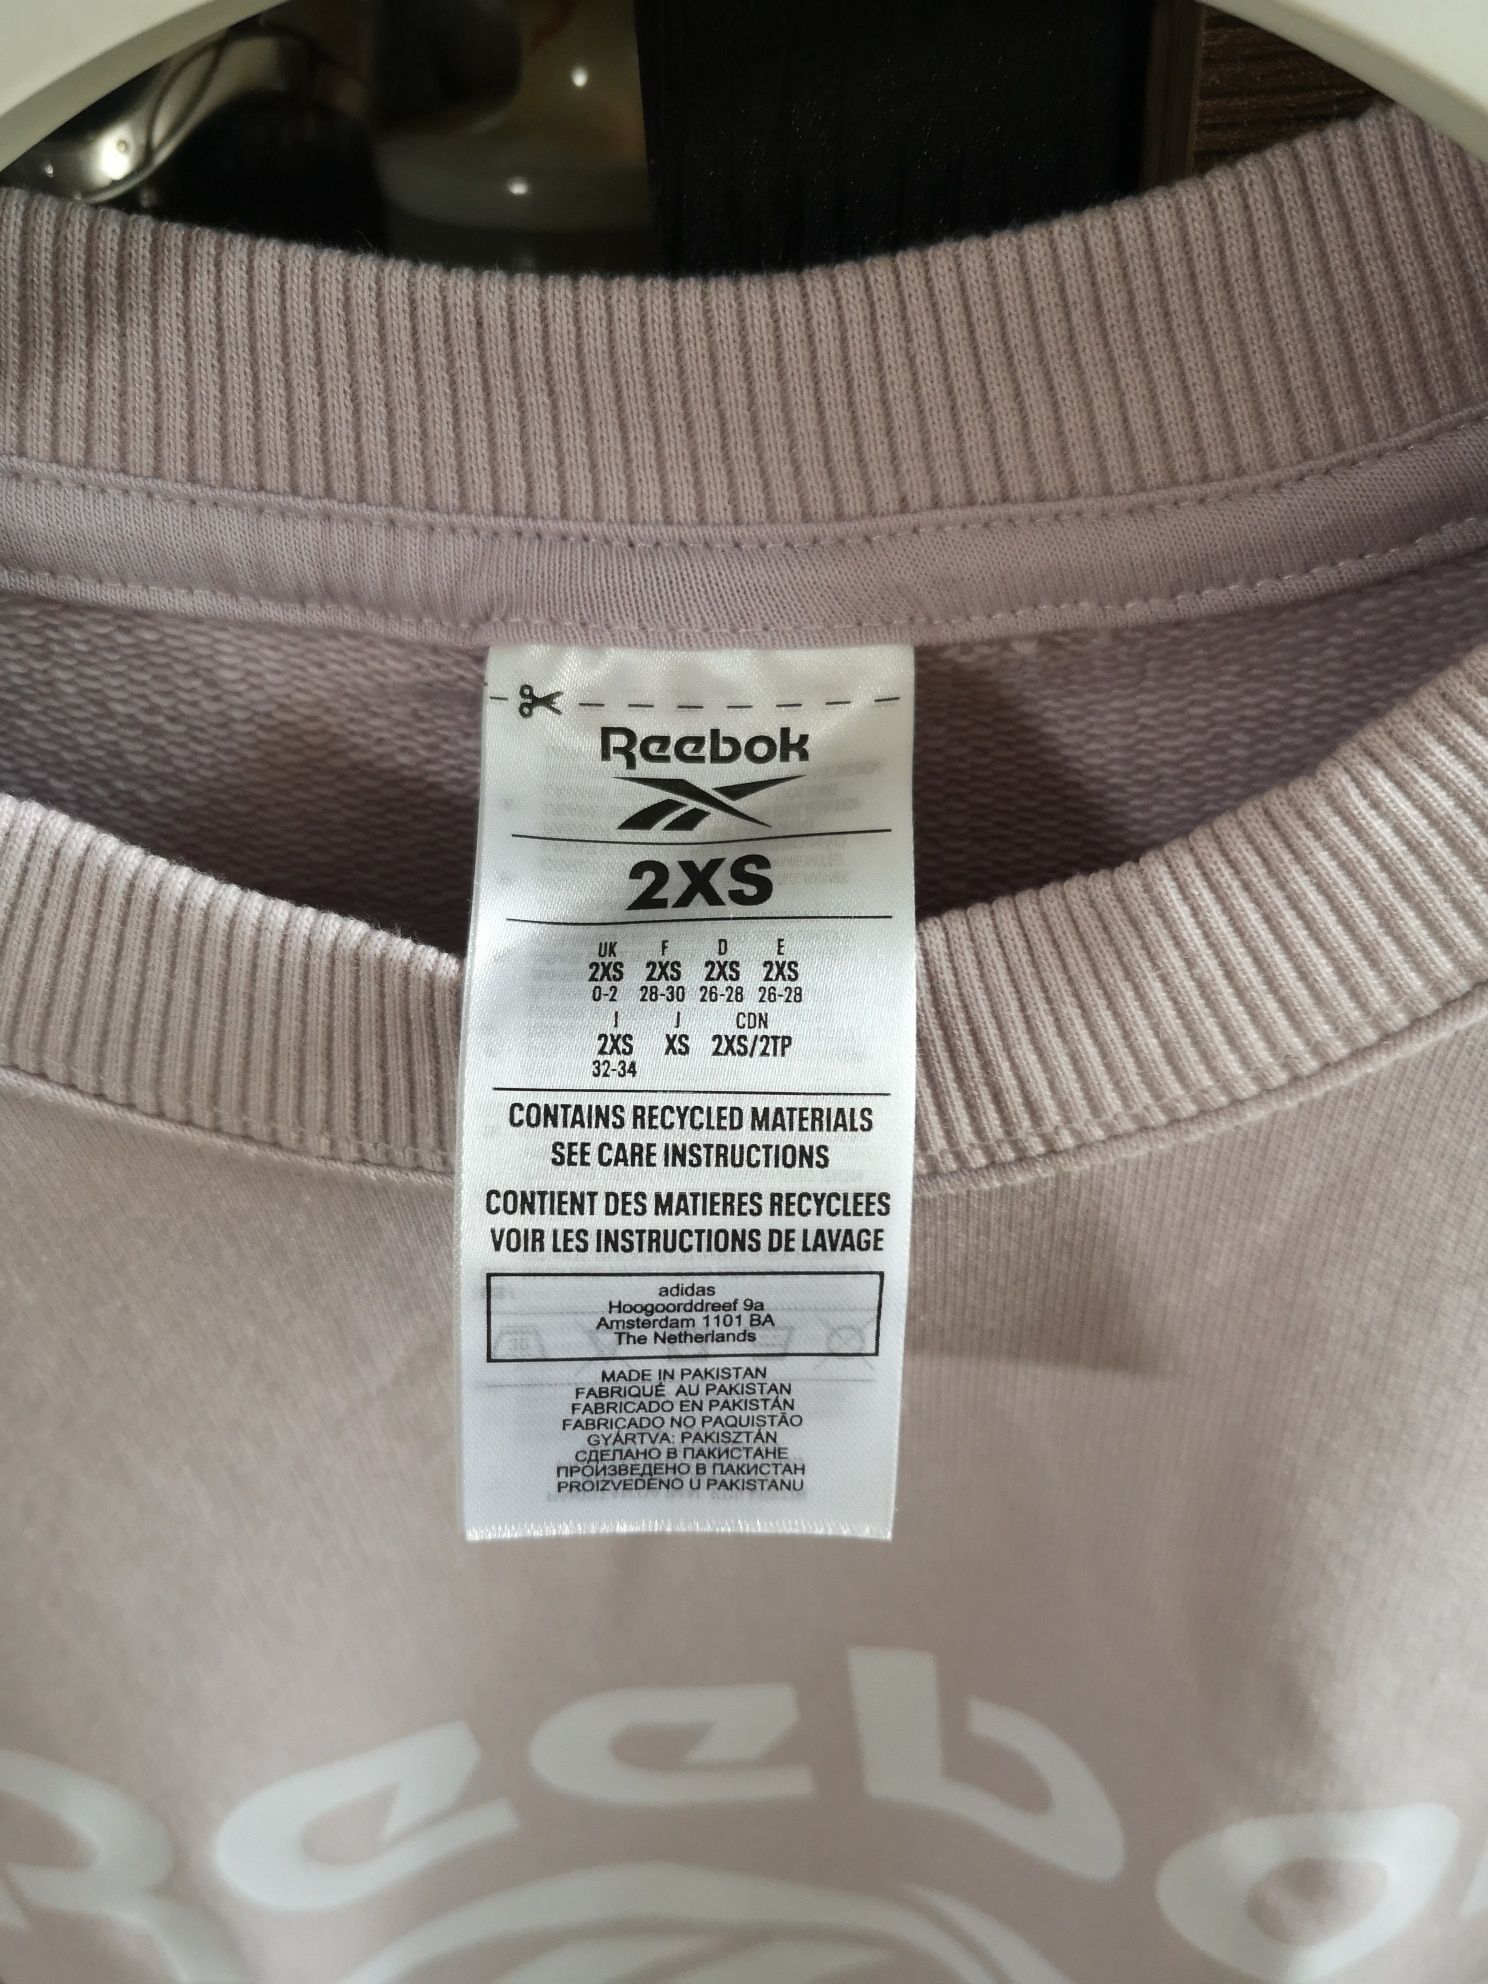 Reebok
2XS
UK F D E
2XS 2XS 2XS 2XS
0-2 28-30 26-28 26-28
I J CDN
2XS XS 2XS/2TP
32-34
CONTAINS RECYCLED MATERIALS
SEE CARE INSTRUCTIONS
CONTIENT DES MATIERES RECYCLEES
VOIR LES INSTRUCTIONS DE LAVAGE
adidas
Hoogoorddreef 9a
Amsterdam 1101 BA
The Netherlands
MADE IN PAKISTAN
FABRIQUÉ AU PAKISTAN
FABRICADO EN PAKISTÁN
FABRICADO NO PAQUISTÃO
GYÁRTVA: PAKISZTÁN
СДЕЛАНО В ПАКИСТАНЕ
ПРОИЗВЕДЕНО В ПАКИСТАН
PROIZVEDENO U PAKISTANU
Reebok